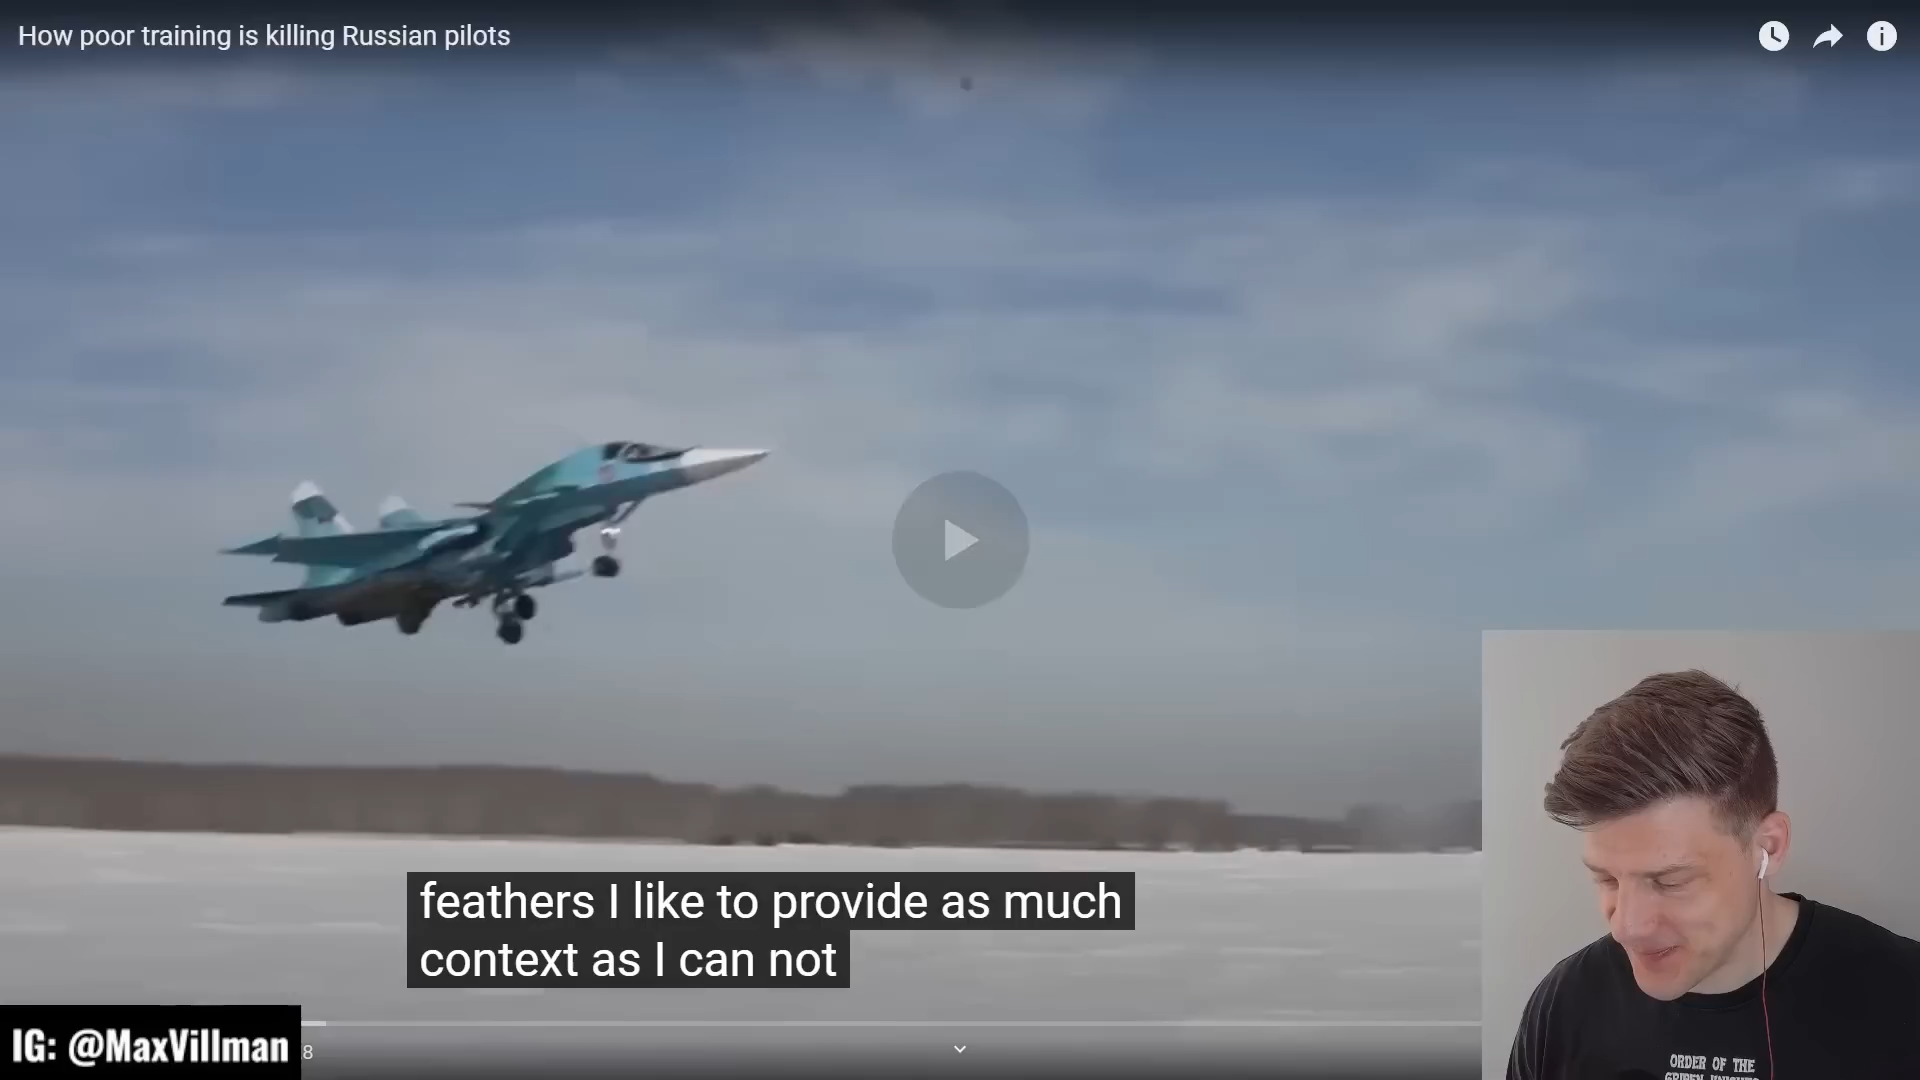 How poor training is killing Russian pilots
feathers I like to provide as much
context as I can not
IG: @MaxVillman
8
ORDER OF THE